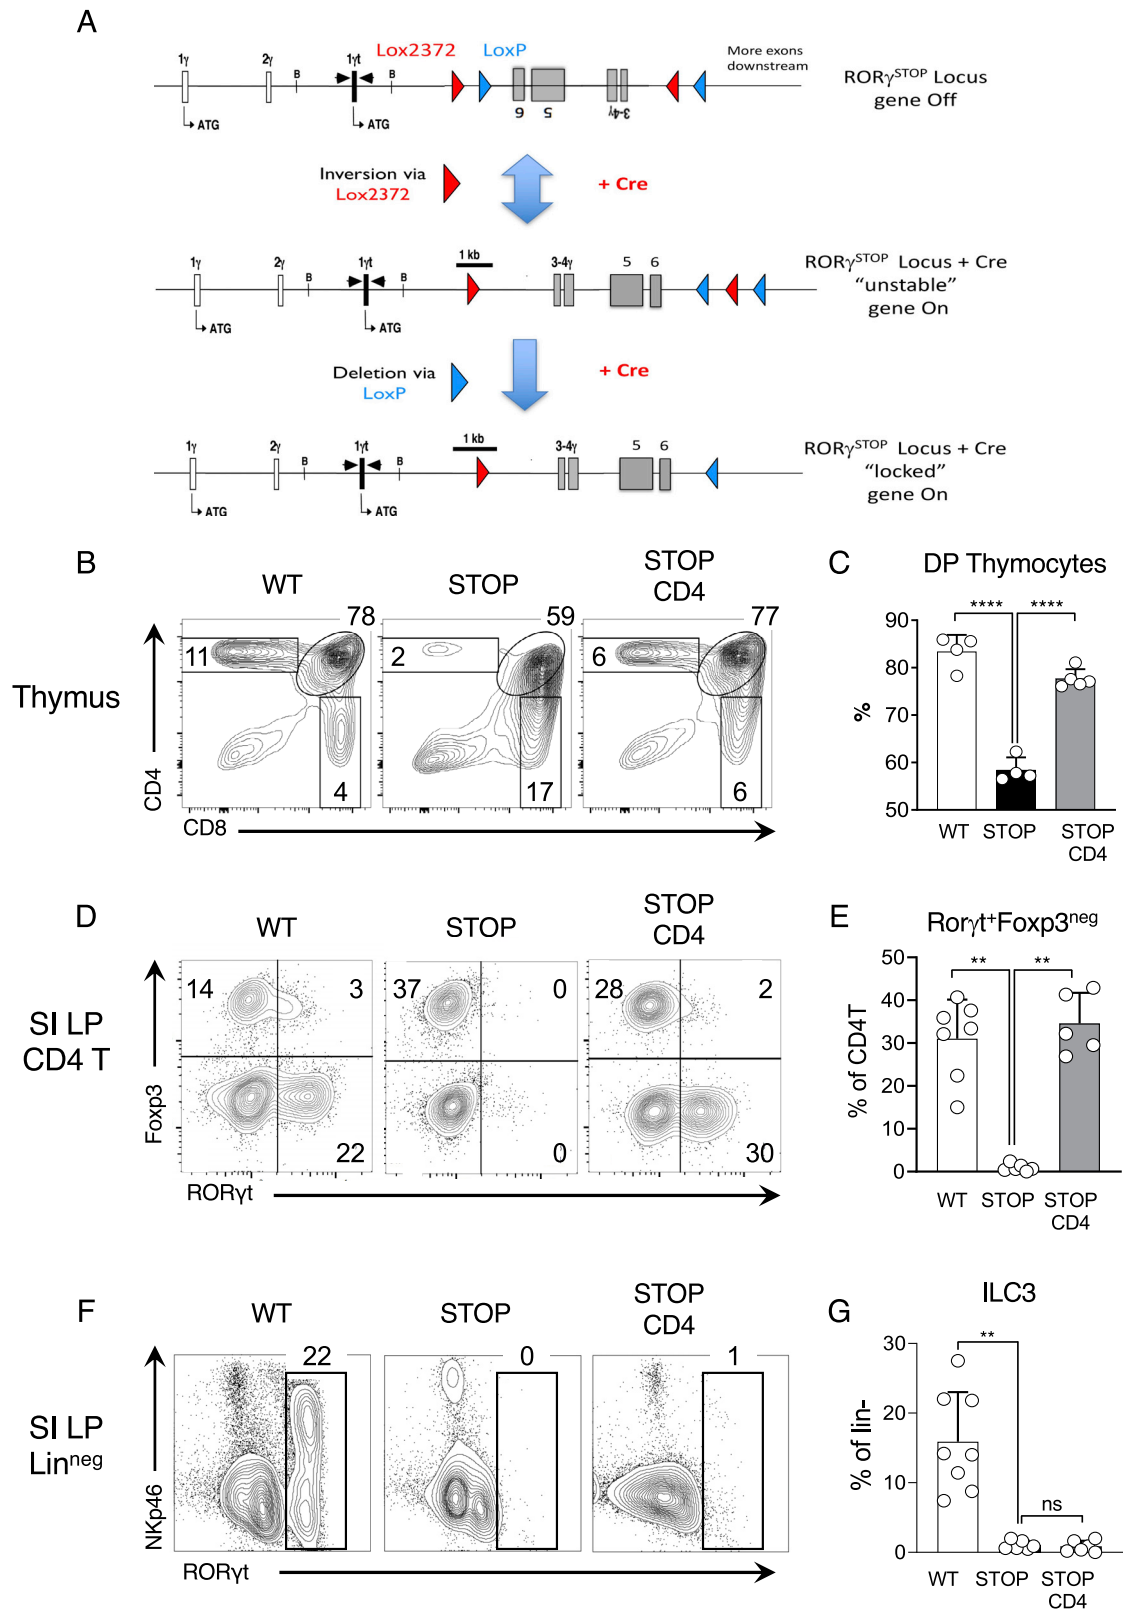 A
Lox2372 LoxP More exons
downstream
1γ 2γ B 1γt B
6 5 3-4γ
ATG ATG
RORγSTOP Locus
gene Off
Inversion via
Lox2372
+ Cre
1 kb
1γ 2γ B 1γt B 3-4γ 5 6
ATG ATG
RORγSTOP Locus + Cre
“unstable”
gene On
Deletion via
LoxP
+ Cre
1 kb
1γ 2γ B 1γt B 3-4γ 5 6
ATG ATG
RORγSTOP Locus + Cre
“locked”
gene On
B
WT STOP STOP
CD4
Thymus
78 59 77
11 2 6
4 17 6
CD4
CD8
C
DP Thymocytes
**** ****
90
80
70
60
50
%
WT STOP STOP
CD4
D
WT STOP STOP
CD4
SI LP
CD4 T
14 3 37 0 28 2
22 0 30
Foxp3
RORγt
E
Rorγt+Foxp3neg
** **
50
40
30
20
10
0
% of CD4T
WT STOP STOP
CD4
F
WT STOP STOP
CD4
22 0 1
SI LP
Linneg
NKp46
RORγt
G
ILC3
**
ns
30
20
10
0
% of lin-
WT STOP STOP
CD4